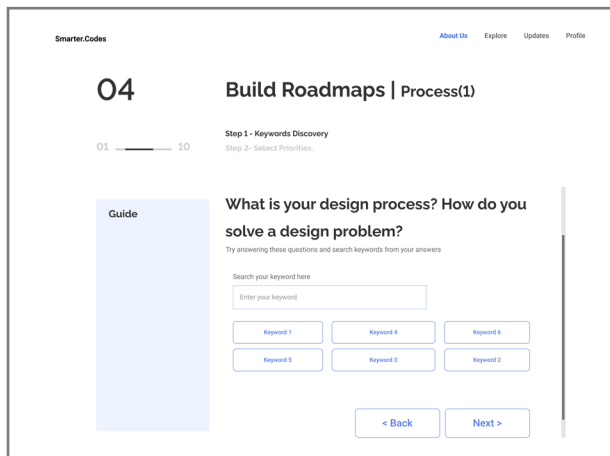 Smarter.Codes
About Us Explore Updates Profile
04
Build Roadmaps | Process(1)
01 10
Step 1 - Keywords Discovery
Step 2- Select Priorities.
Guide
What is your design process? How do you
solve a design problem?
Try answering these questions and search keywords from your answers
Search your keyword here
Enter your keyword
Keyword 1 Keyword 4 Keyword 6
Keyword 5 Keyword 3 Keyword 2
< Back Next >